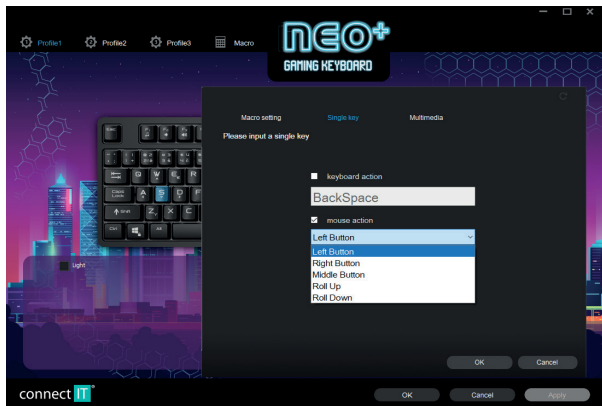 Profile1 Profile2 Profile3 Macro
NEO+
GAMING KEYBOARD
Macro setting Single key Multimedia
Please input a single key
keyboard action
BackSpace
mouse action
Left Button
Left Button
Right Button
Middle Button
Roll Up
Roll Down
Light
OK Cancel
connect IT
OK Cancel Apply